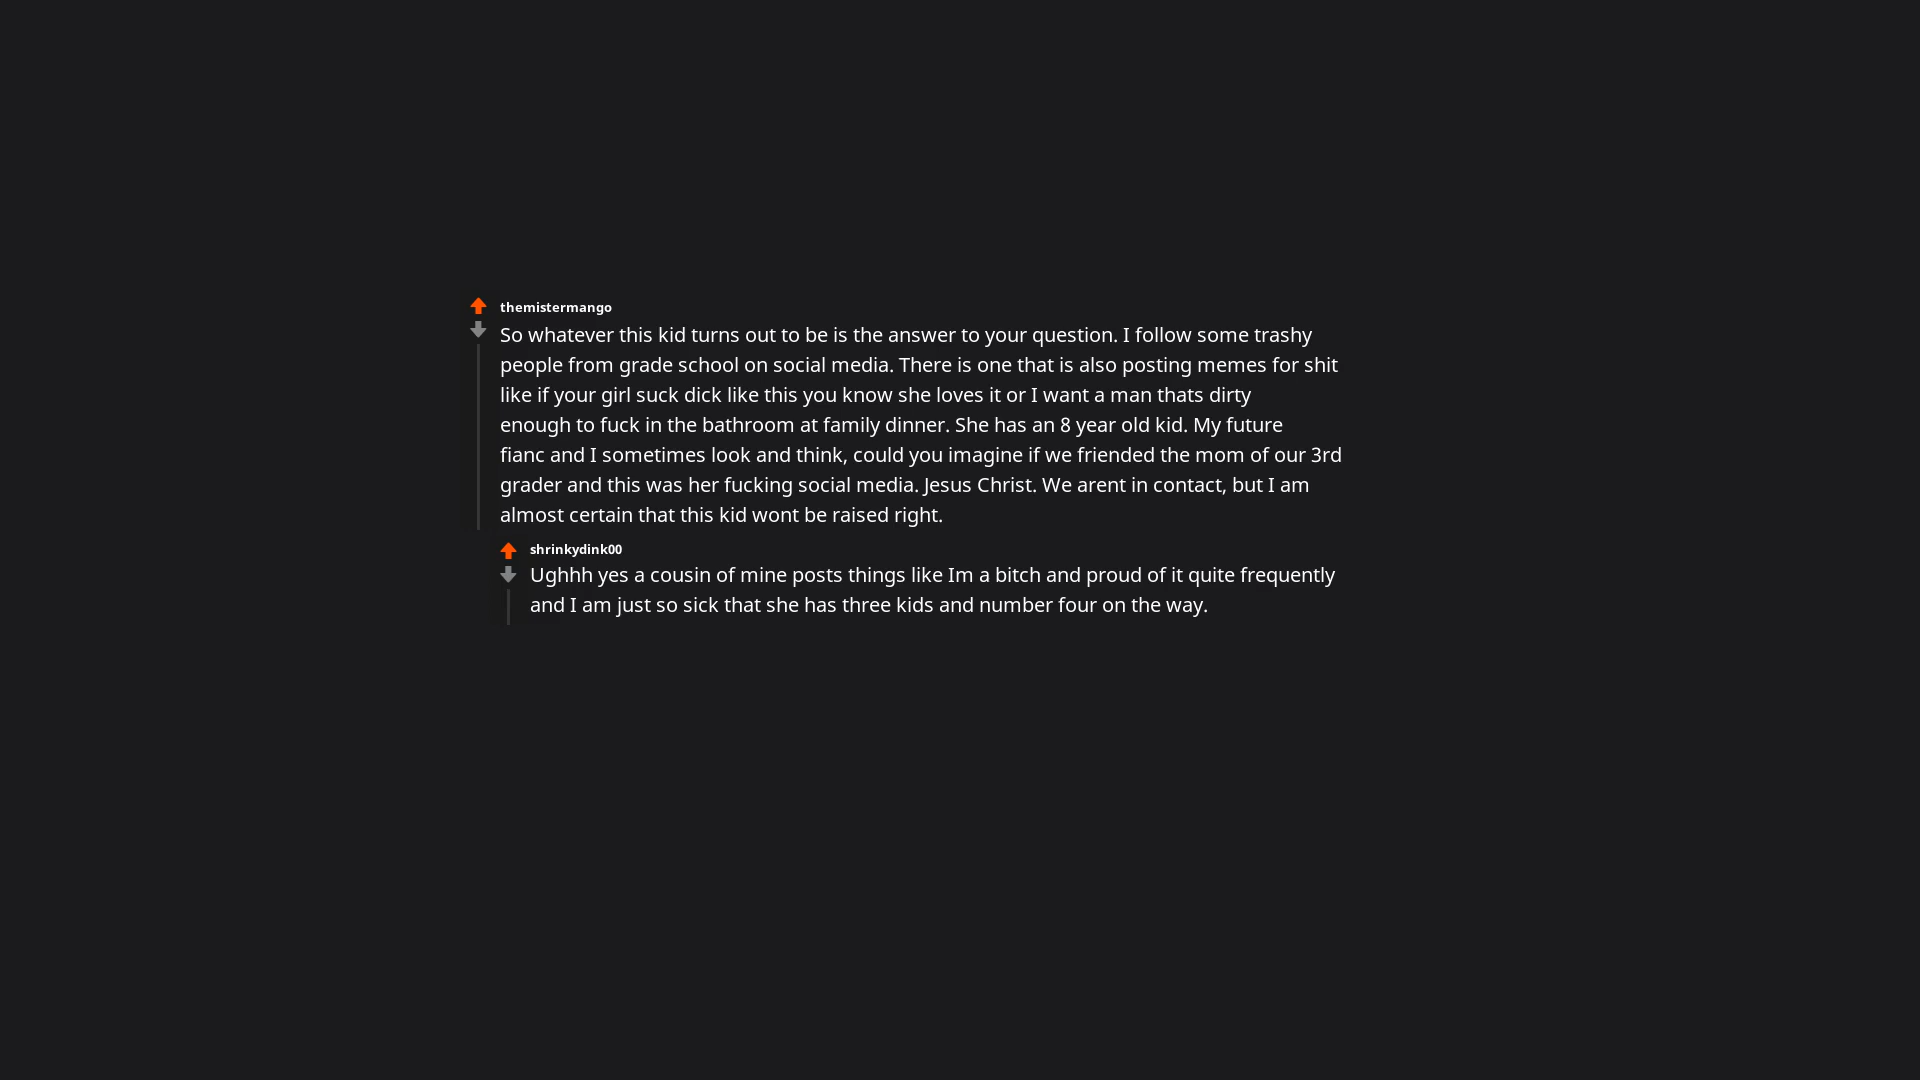 themistermango
So whatever this kid turns out to be is the answer to your question. I follow some trashy
people from grade school on social media. There is one that is also posting memes for shit
like if your girl suck dick like this you know she loves it or I want a man thats dirty
enough to fuck in the bathroom at family dinner. She has an 8 year old kid. My future
fianc and I sometimes look and think, could you imagine if we friended the mom of our 3rd
grader and this was her fucking social media. Jesus Christ. We arent in contact, but I am
almost certain that this kid wont be raised right.
shrinkydink00
Ughhh yes a cousin of mine posts things like Im a bitch and proud of it quite frequently
and I am just so sick that she has three kids and number four on the way.